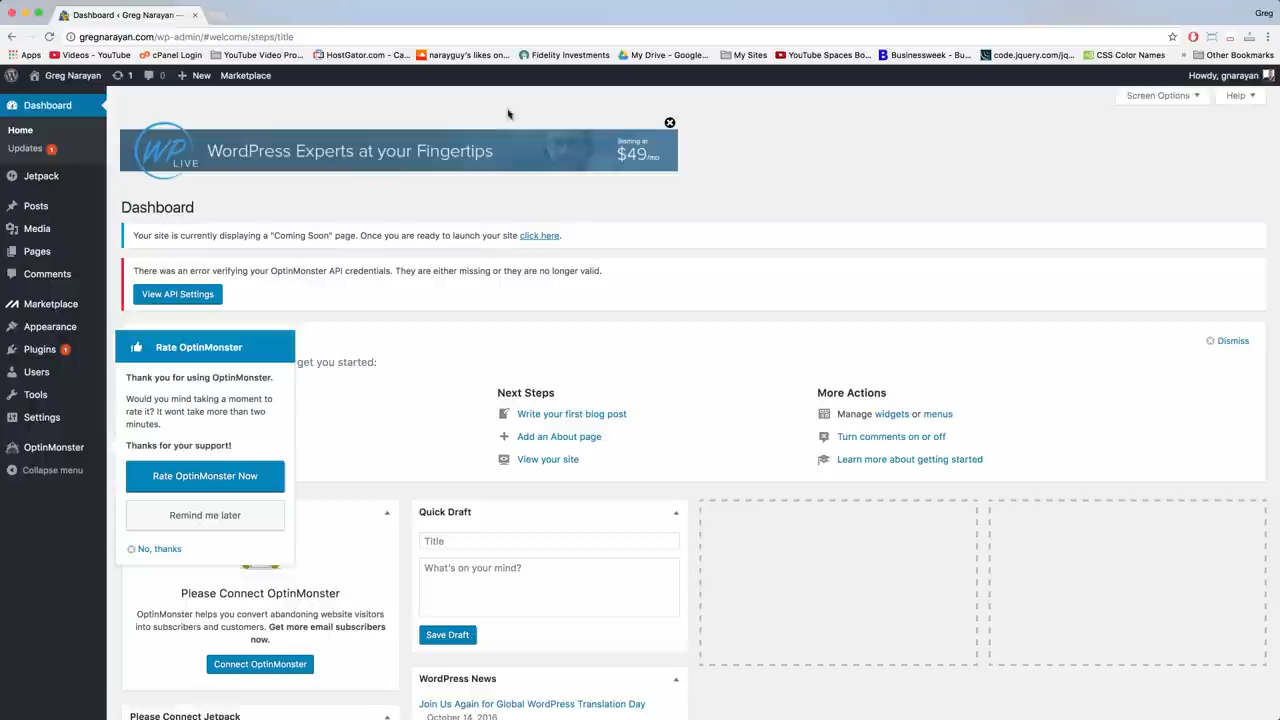 Dashboard ‹ Greg Narayan —
Greg
gregnarayan.com/wp-admin/#welcome/steps/title
Apps
Videos - YouTube
cPanel Login
YouTube Video Pro...
HostGator.com - Ca...
narayguy's likes on...
Fidelity Investments
My Drive - Google...
My Sites
YouTube Spaces Bo...
Businessweek - Bu...
code.jquery.com/jq...
CSS Color Names
»
Other Bookmarks
Greg Narayan
1
0
New
Marketplace
Howdy, gnarayan
Screen Options
Help
Dashboard
Home
Updates 1
Jetpack
Posts
Media
Pages
Comments
Marketplace
Appearance
Plugins 1
Users
Tools
Settings
OptinMonster
Collapse menu
WP
LIVE
WordPress Experts at your Fingertips
Starting at
$49/mo
Dashboard
Your site is currently displaying a "Coming Soon" page. Once you are ready to launch your site click here.
There was an error verifying your OptinMonster API credentials. They are either missing or they are no longer valid.
View API Settings
Dismiss
get you started:
Rate OptinMonster
Thank you for using OptinMonster.
Would you mind taking a moment to
rate it? It wont take more than two
minutes.
Thanks for your support!
Rate OptinMonster Now
Remind me later
No, thanks
Next Steps
Write your first blog post
Add an About page
View your site
More Actions
Manage widgets or menus
Turn comments on or off
Learn more about getting started
Please Connect OptinMonster
OptinMonster helps you convert abandoning website visitors
into subscribers and customers. Get more email subscribers
now.
Connect OptinMonster
Please Connect Jetpack
Quick Draft
Title
What's on your mind?
Save Draft
WordPress News
Join Us Again for Global WordPress Translation Day
October 14, 2016